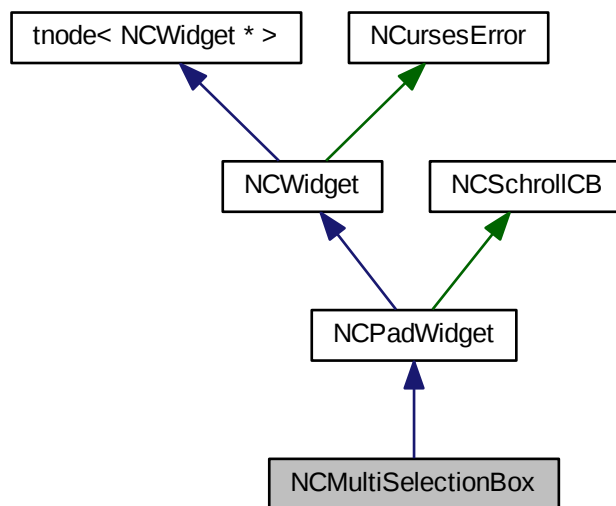 tnode< NCWidget * >
NCursesError
NCWidget
NCSchrollCB
NCPadWidget
NCMultiSelectionBox